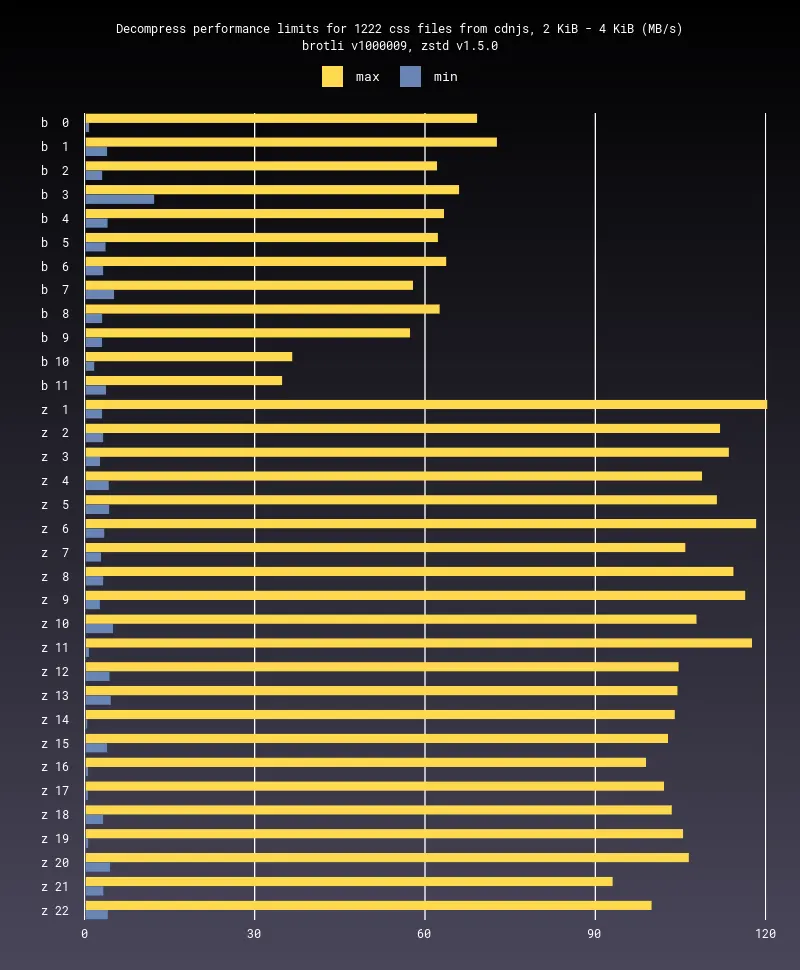 Decompress performance limits for 1222 css files from cdnjs, 2 KiB - 4 KiB (MB/s)
brotli v1000009, zstd v1.5.0
max min
b 0
b 1
b 2
b 3
b 4
b 5
b 6
b 7
b 8
b 9
b 10
b 11
z 1
z 2
z 3
z 4
z 5
z 6
z 7
z 8
z 9
z 10
z 11
z 12
z 13
z 14
z 15
z 16
z 17
z 18
z 19
z 20
z 21
z 22
0 30 60 90 120